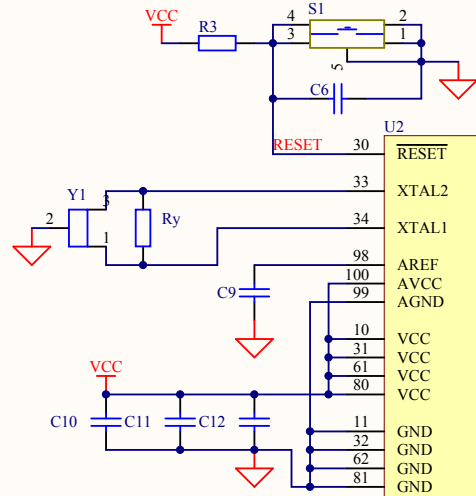 S1
VCC
R3
4
2
3
1
5
C6
U2
RESET
30
RESET
33
XTAL2
Y1
3
2
Ry
1
34
XTAL1
98
AREF
100
AVCC
99
AGND
C9
10
VCC
31
VCC
61
VCC
VCC
80
VCC
C10
C11
C12
11
GND
32
GND
62
GND
81
GND